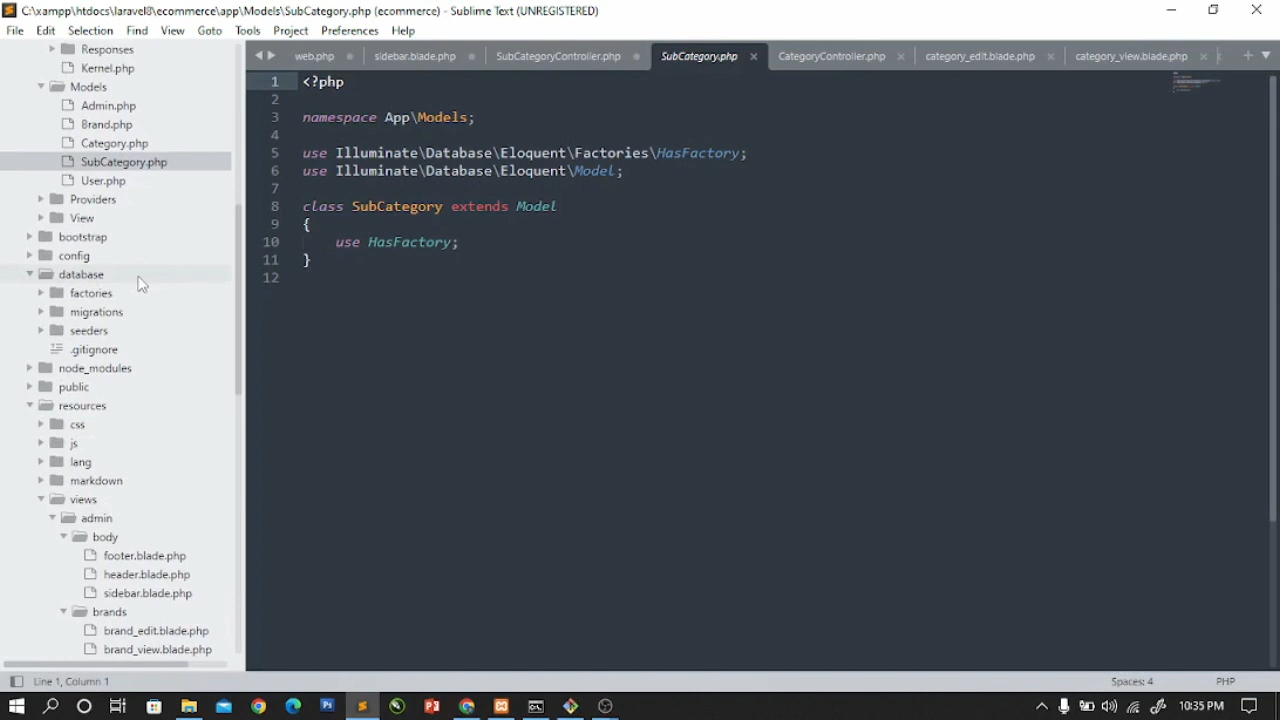 C:\xampp\htdocs\laravel8\ecommerce\app\Models\SubCategory.php (ecommerce) - Sublime Text (UNREGISTERED)
File Edit Selection Find View Goto Tools Project Preferences Help
web.php sidebar.blade.php SubCategoryController.php SubCategory.php CategoryController.php category_edit.blade.php category_view.blade.php
Responses
Kernel.php
Models
Admin.php
Brand.php
Category.php
SubCategory.php
User.php
Providers
View
bootstrap
config
database
factories
migrations
seeders
.gitignore
node_modules
public
resources
css
js
lang
markdown
views
admin
body
footer.blade.php
header.blade.php
sidebar.blade.php
brands
brand_edit.blade.php
brand_view.blade.php
1 <?php
2
3 namespace App\Models;
4
5 use Illuminate\Database\Eloquent\Factories\HasFactory;
6 use Illuminate\Database\Eloquent\Model;
7
8 class SubCategory extends Model
9 {
10 use HasFactory;
11 }
12
Line 1, Column 1 Spaces: 4 PHP
10:35 PM